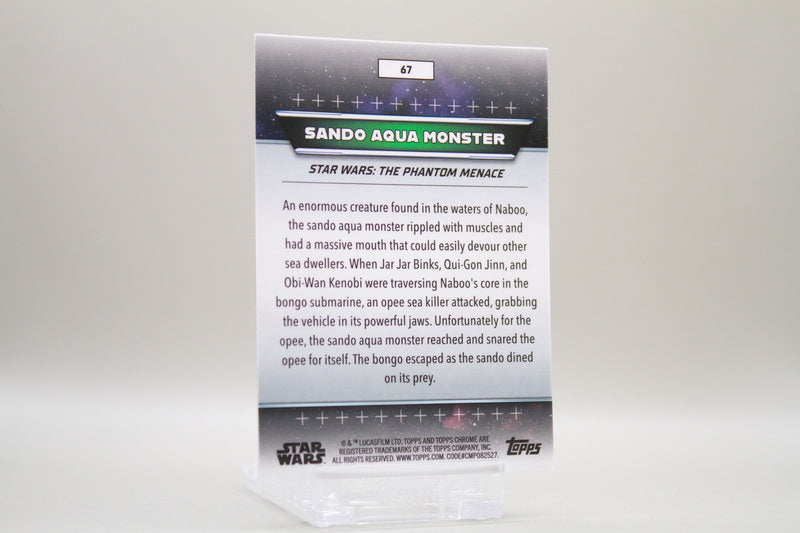 67
SANDO AQUA MONSTER
STAR WARS: THE PHANTOM MENACE
An enormous creature found in the waters of Naboo,
the sando aqua monster rippled with muscles and
had a massive mouth that could easily devour other
sea dwellers. When Jar Jar Binks, Qui-Gon Jinn, and
Obi-Wan Kenobi were traversing Naboo's core in the
bongo submarine, an opee sea killer attacked, grabbing
the vehicle in its powerful jaws. Unfortunately for the
opee, the sando aqua monster reached and snared the
opee for itself. The bongo escaped as the sando dined
on its prey.
STAR
WARS
© & ™ LUCASFILM LTD. TOPPS AND TOPPS CHROME ARE
REGISTERED TRADEMARKS OF THE TOPPS COMPANY, INC.
ALL RIGHTS RESERVED. WWW.TOPPS.COM. CODE#CMP082527.
topps